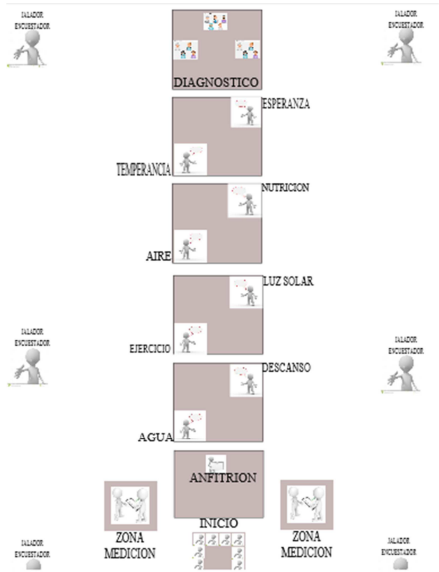 JALADOR
ENCUESTADOR
JALADOR
ENCUESTADOR
DIAGNOSTICO
ESPERANZA
TEMPERANCIA
NUTRICION
AIRE
LUZ SOLAR
JALADOR
ENCUESTADOR
EJERCICIO
JALADOR
ENCUESTADOR
DESCANSO
AGUA
ANFITRION
INICIO
ZONA
MEDICION
ZONA
MEDICION
JALADOR
ENCUESTADOR
JALADOR
ENCUESTADOR